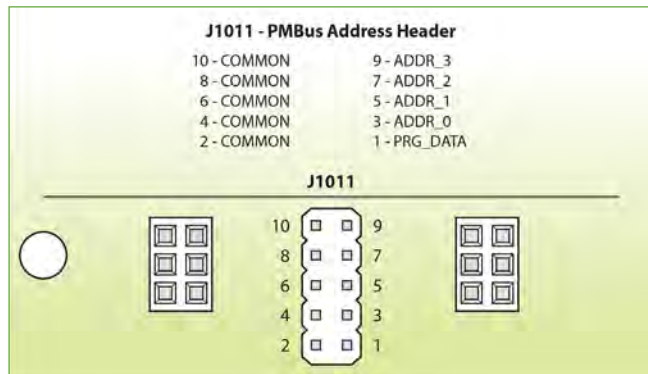 J1011 - PMBus Address Header
10 - COMMON 9 - ADDR_3
8 - COMMON 7 - ADDR_2
6 - COMMON 5 - ADDR_1
4 - COMMON 3 - ADDR_0
2 - COMMON 1 - PRG_DATA
J1011
10 9
8 7
6 5
4 3
2 1